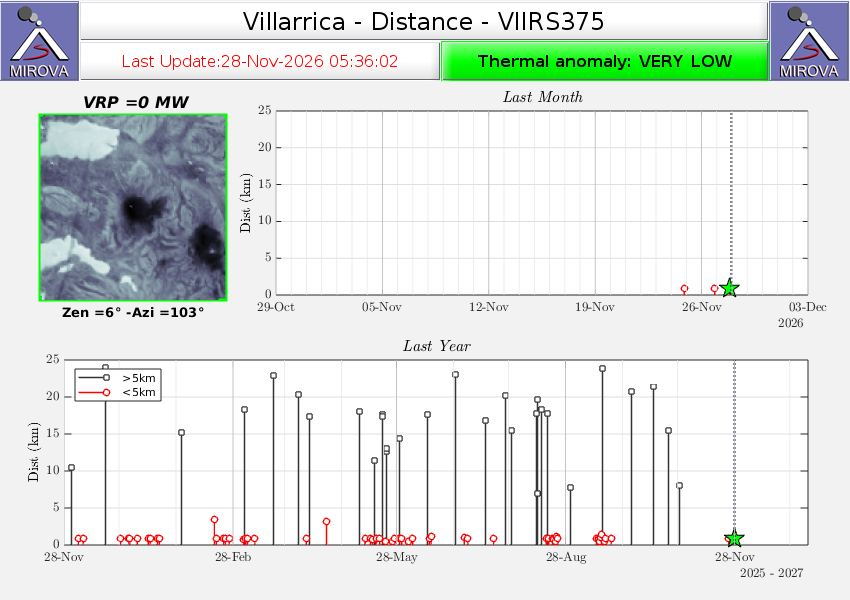 Villarrica - Distance - VIIRS375
MIROVA
Last Update:28-Nov-2026 05:36:02
Thermal anomaly: VERY LOW
MIROVA
VRP =0 MW
Zen =6° -Azi =103°
Last Month
Dist (km)
25
20
15
10
5
0
29-Oct 05-Nov 12-Nov 19-Nov 26-Nov 03-Dec
2026
Last Year
Dist (km)
25
20
15
10
5
0
>5km
<5km
28-Nov 28-Feb 28-May 28-Aug 28-Nov
2025 - 2027